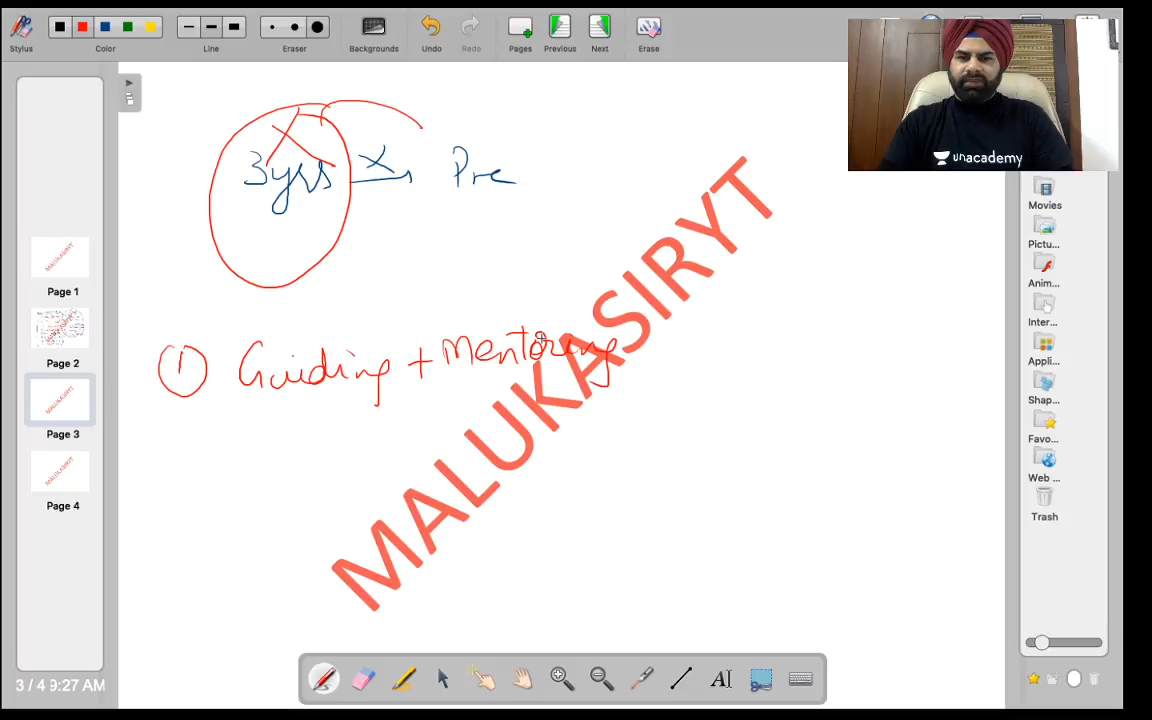 Stylus
Color
Line
Eraser
Backgrounds
Undo
Redo
Pages
Previous
Next
Erase
unacademy
3yrs X Pre
① Guiding + Mentoring
MALUKASIRYT
Page 1
Page 2
Page 3
Page 4
3 / 4 9:27 AM
Movies
Pictu...
Anim...
Inter...
Appli...
Shap...
Favo...
Web ...
Trash